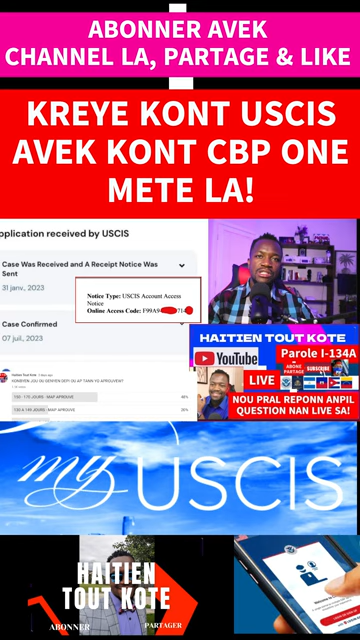 ABONNER AVEK
CHANNEL LA, PARTAGE & LIKE
KREYE KONT USCIS
AVEK KONT CBP ONE
METE LA!
pplication received by USCIS
Case Was Received and A Receipt Notice Was
Sent
31 janv., 2023
Notice Type: USCIS Account Access
Notice
Online Access Code: F99A9
Case Confirmed
07 juil., 2023
HAITIEN TOUT KOTE
YouTube
Parole I-134A
ABONE
PARTAGE
SUBSCRIBE
LIVE
NOU PRAL REPONN ANPIL
QUESTION NAN LIVE SA!
my USCIS
HAITIEN
TOUT KOTE
ABONNER
PARTAGER